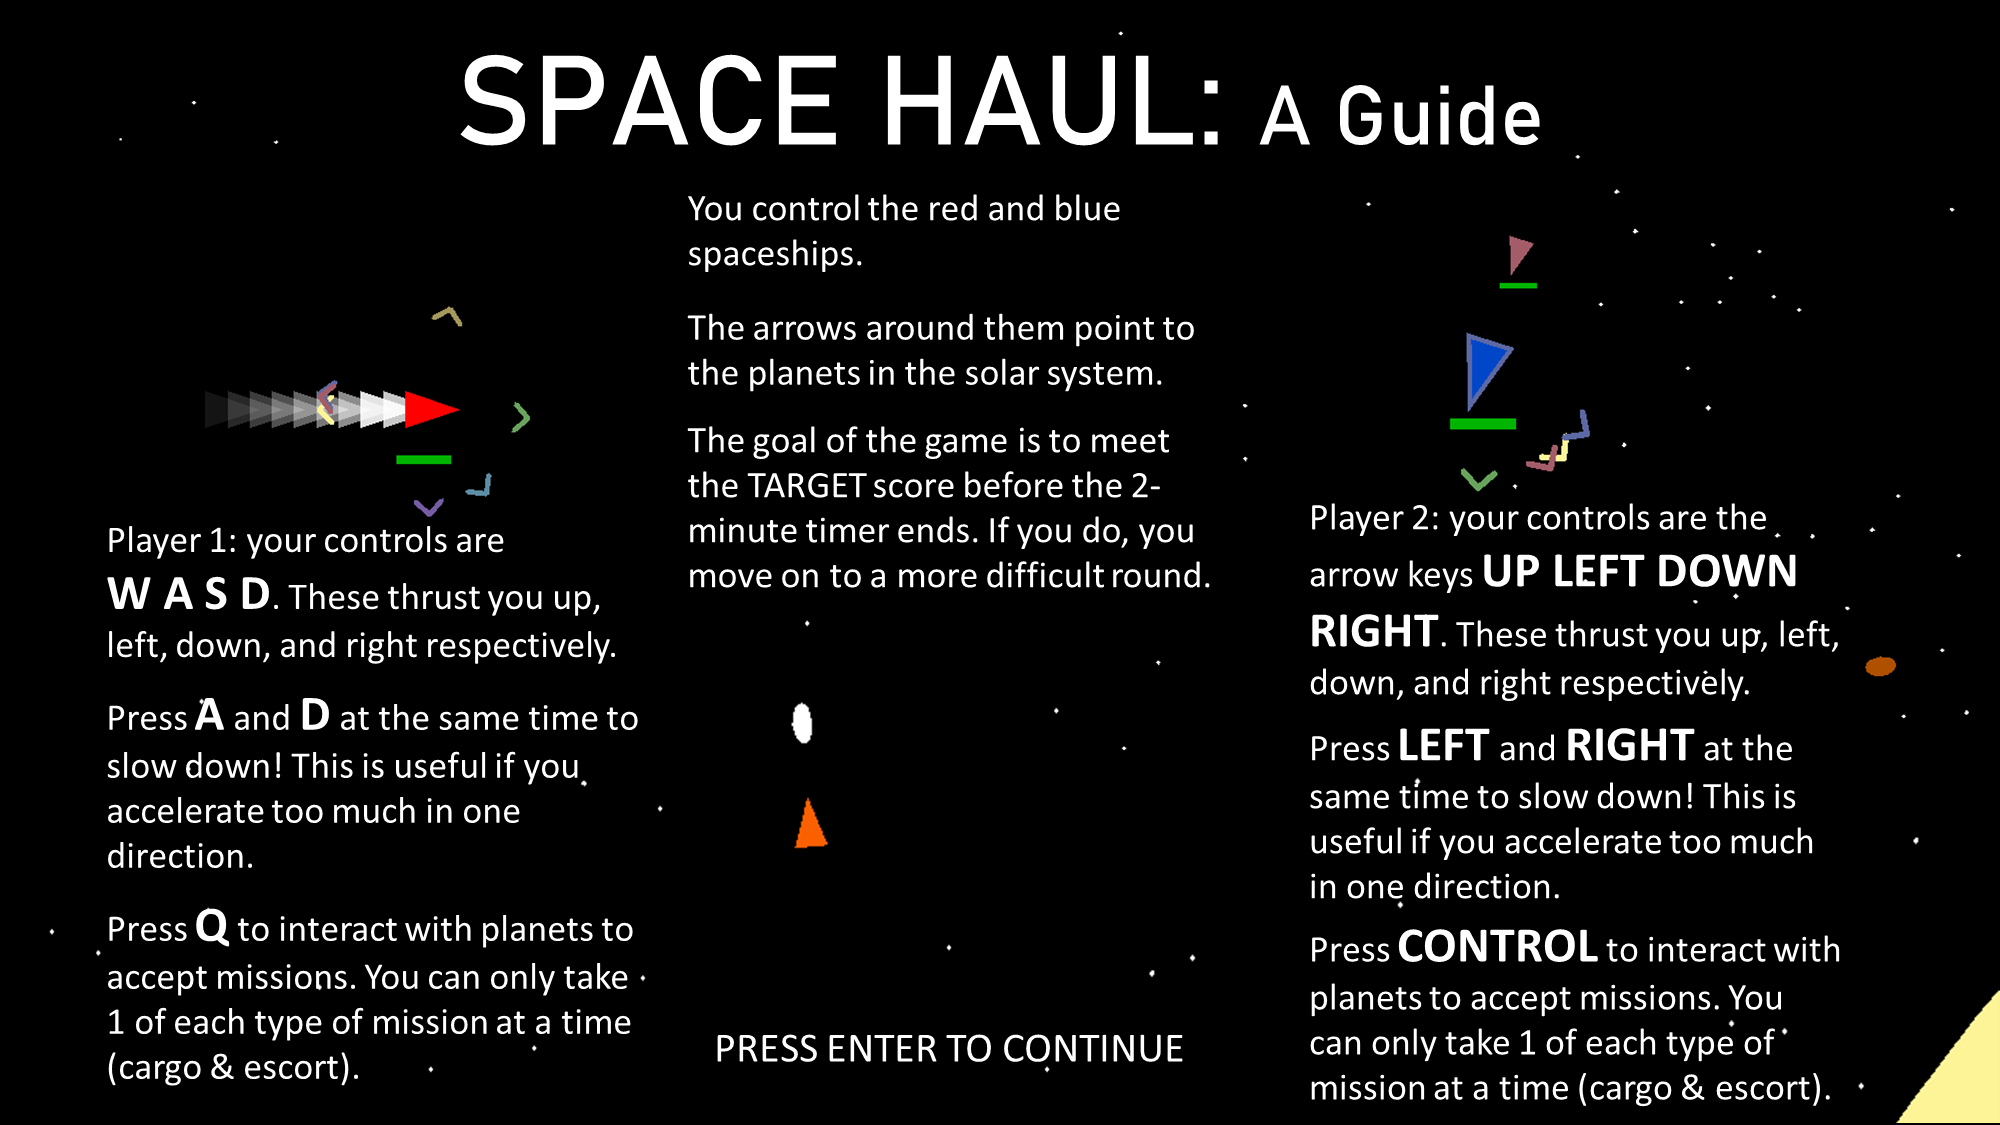 SPACE HAUL: A Guide
You control the red and blue
spaceships.
The arrows around them point to
the planets in the solar system.
The goal of the game is to meet
the TARGET score before the 2-
minute timer ends. If you do, you
move on to a more difficult round.
Player 1: your controls are
W A S D. These thrust you up,
left, down, and right respectively.
Press A and D at the same time to
slow down! This is useful if you
accelerate too much in one
direction.
Press Q to interact with planets to
accept missions. You can only take
1 of each type of mission at a time
(cargo & escort).
Player 2: your controls are the
arrow keys UP LEFT DOWN
RIGHT. These thrust you up, left,
down, and right respectively.
Press LEFT and RIGHT at the
same time to slow down! This is
useful if you accelerate too much
in one direction.
Press CONTROL to interact with
planets to accept missions. You
can only take 1 of each type of
mission at a time (cargo & escort).
PRESS ENTER TO CONTINUE